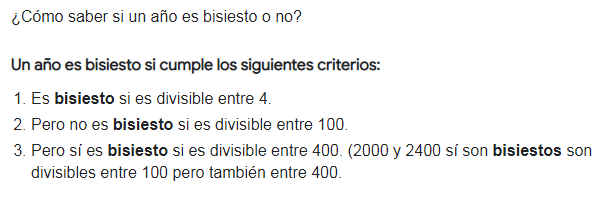 ¿Cómo saber si un año es bisiesto o no?
Un año es bisiesto si cumple los siguientes criterios:
1. Es bisiesto si es divisible entre 4.
2. Pero no es bisiesto si es divisible entre 100.
3. Pero sí es bisiesto si es divisible entre 400. (2000 y 2400 sí son bisiestos son
divisibles entre 100 pero también entre 400.